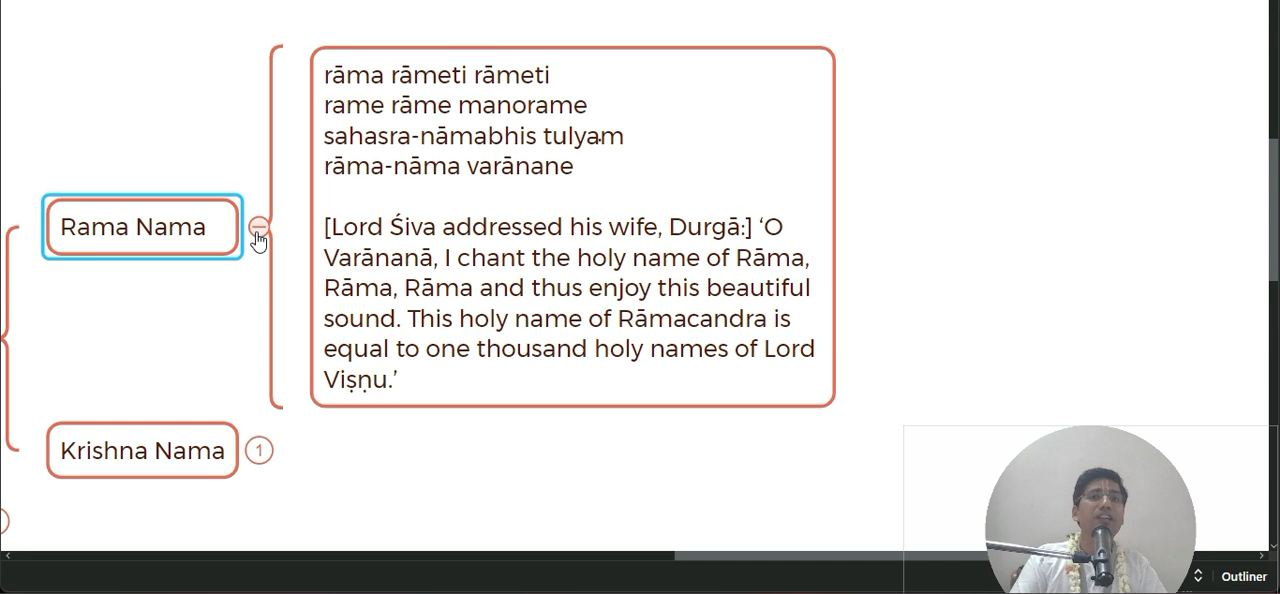 rāma rāmeti rāmeti
rame rāme manorame
sahasra-nāmabhis tulyam
rāma-nāma varānane
Rama Nama
[Lord Śiva addressed his wife, Durgā:] ‘O
Varānanā, I chant the holy name of Rāma,
Rāma, Rāma and thus enjoy this beautiful
sound. This holy name of Rāmacandra is
equal to one thousand holy names of Lord
Viṣṇu.’
Krishna Nama
1
Outliner